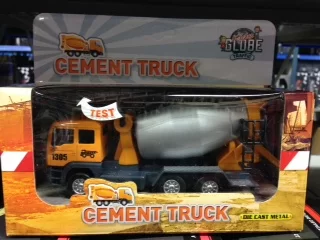 GLOBE
CEMENT TRUCK
TEST
1385
CEMENT TRUCK
DIE CAST METAL